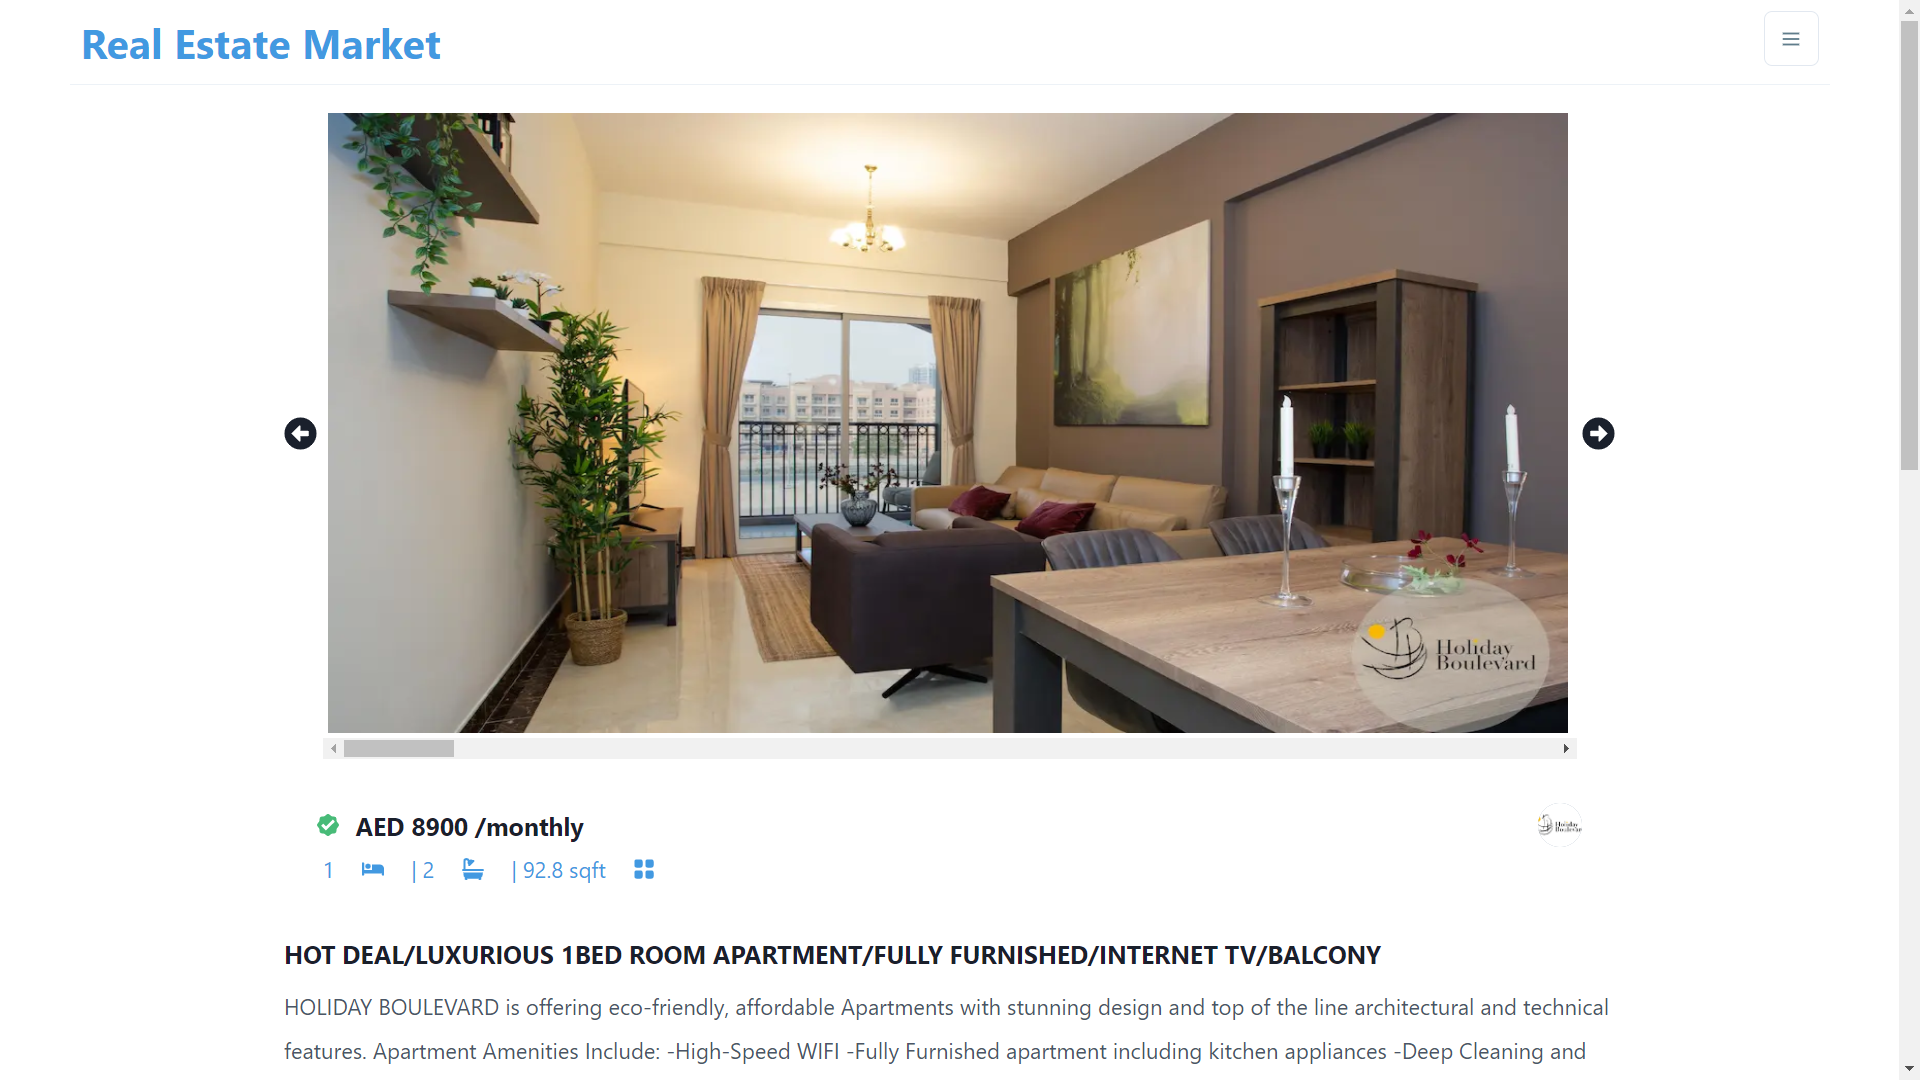 Real Estate Market
Holiday
Boulevard
AED 8900 /monthly
Holiday
Boulevar
1 | 2 | 92.8 sqft
HOT DEAL/LUXURIOUS 1BED ROOM APARTMENT/FULLY FURNISHED/INTERNET TV/BALCONY
HOLIDAY BOULEVARD is offering eco-friendly, affordable Apartments with stunning design and top of the line architectural and technical
features. Apartment Amenities Include: -High-Speed WIFI -Fully Furnished apartment including kitchen appliances -Deep Cleaning and